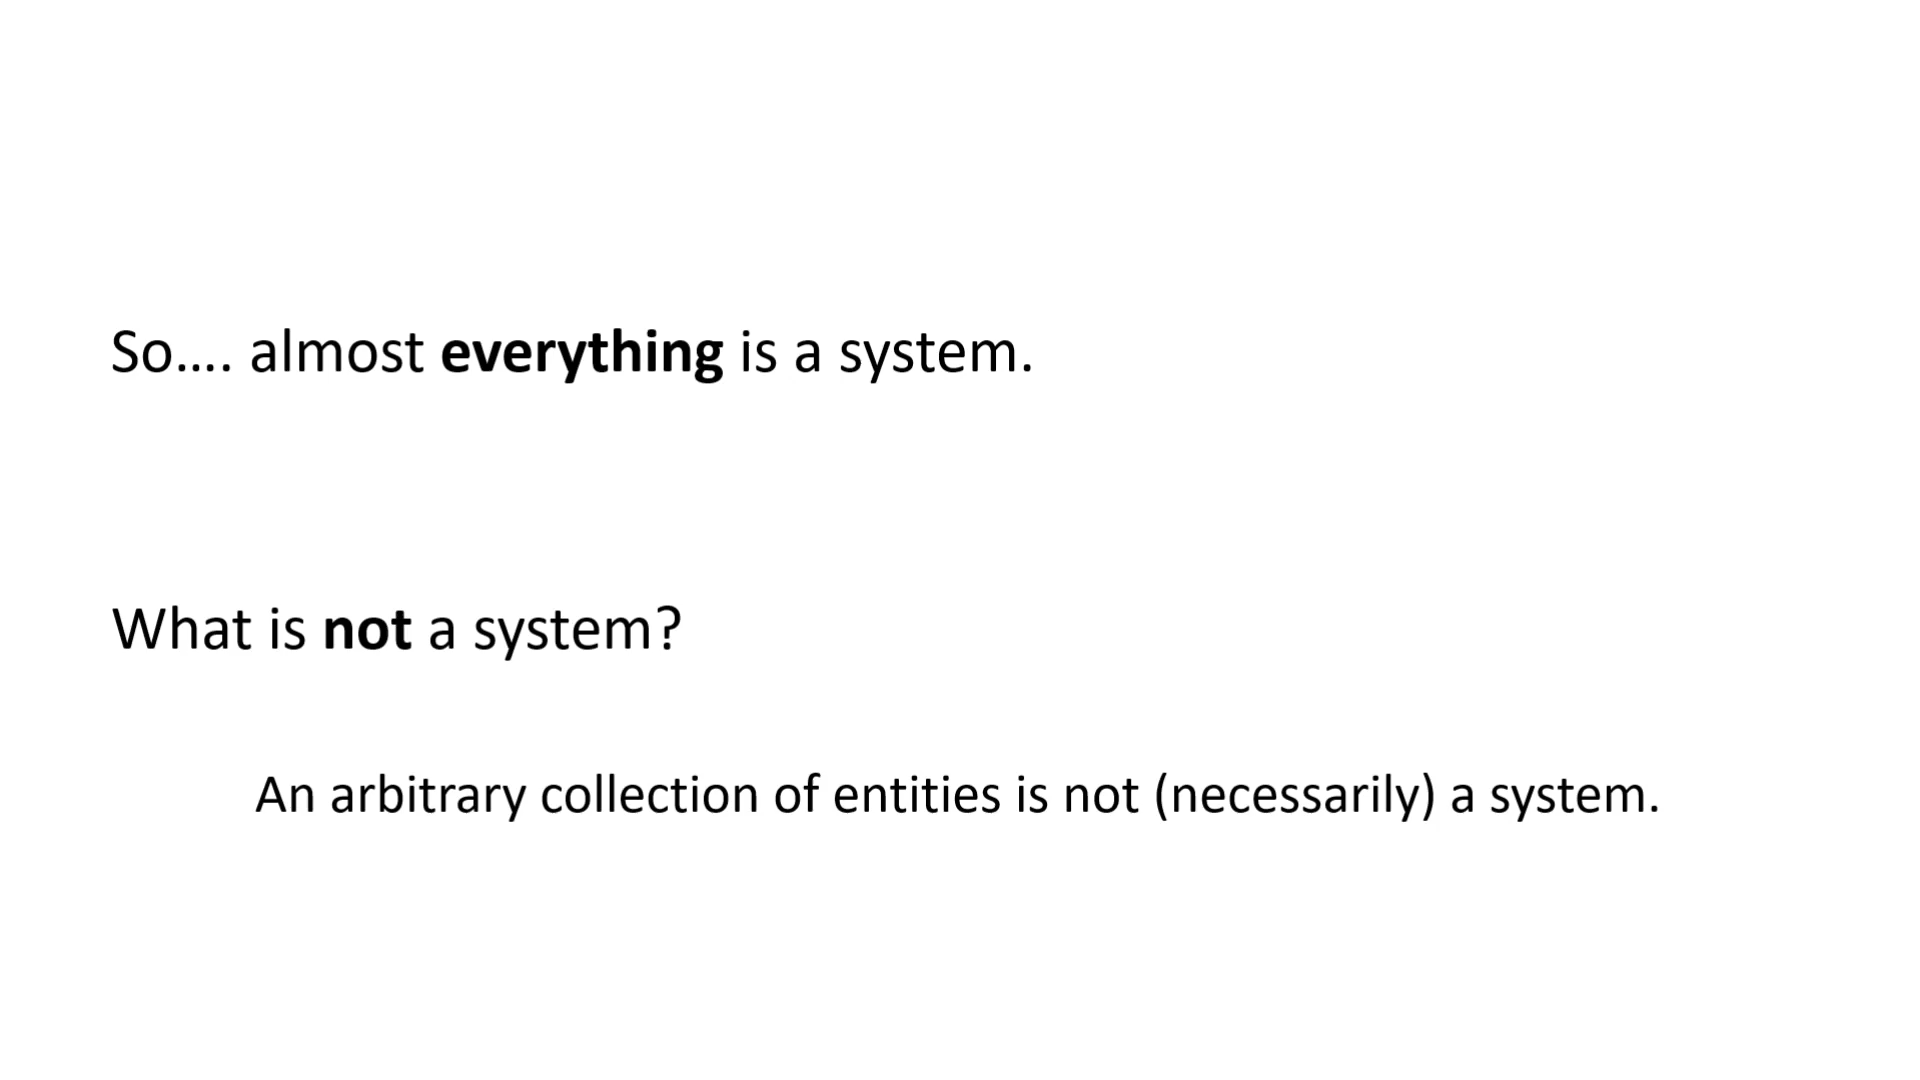 So.... almost everything is a system.
What is not a system?
An arbitrary collection of entities is not (necessarily) a system.